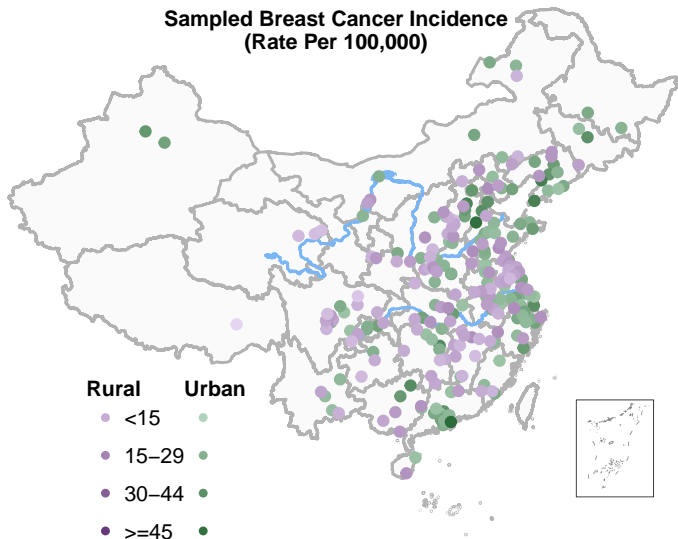 Sampled Breast Cancer Incidence
(Rate Per 100,000)
Rural Urban
<15
15−29
30−44
>=45